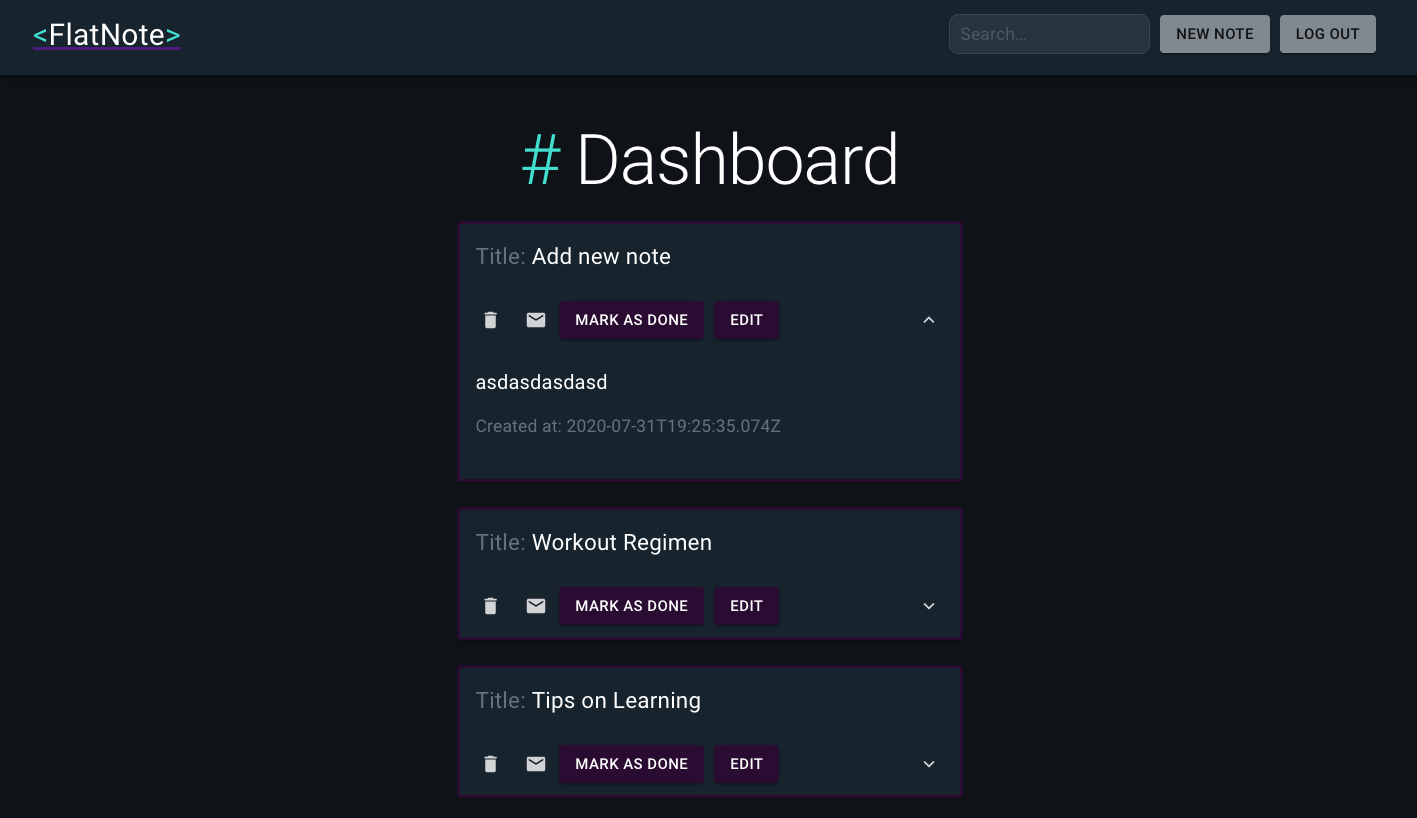 <FlatNote>
Search...
NEW NOTE
LOG OUT
# Dashboard
Title: Add new note
MARK AS DONE
EDIT
asdasdasdasd
Created at: 2020-07-31T19:25:35.074Z
Title: Workout Regimen
MARK AS DONE
EDIT
Title: Tips on Learning
MARK AS DONE
EDIT